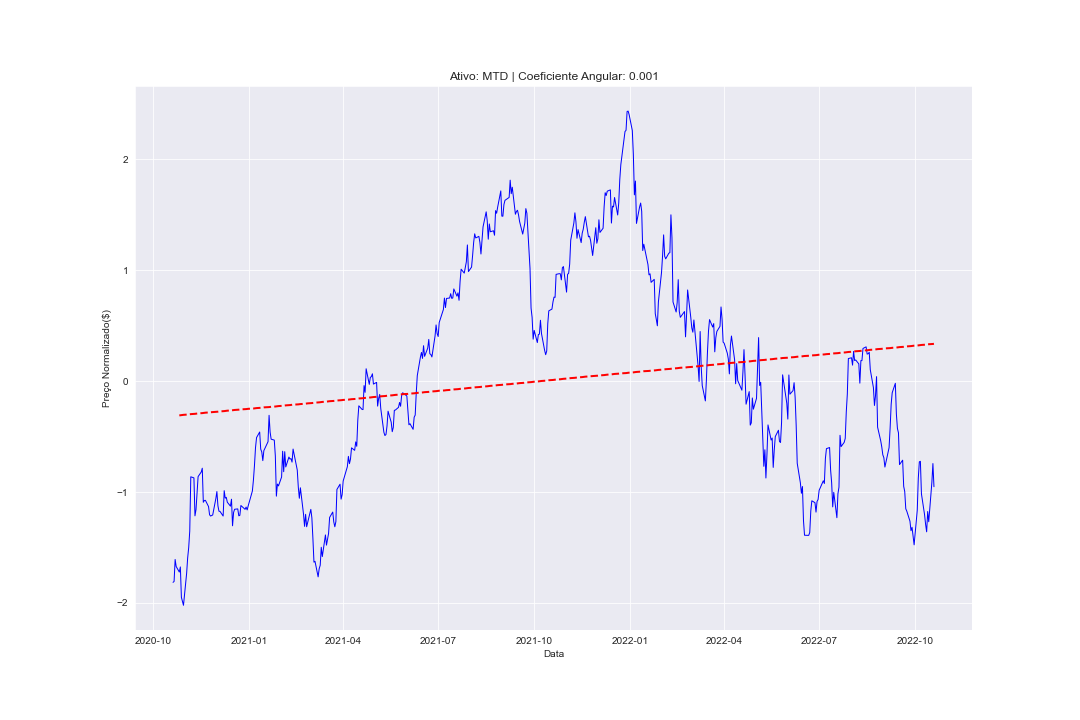 Ativo: MTD | Coeficiente Angular: 0.001
Preço Normalizado($)
2
1
0
−1
−2
2020-10 2021-01 2021-04 2021-07 2021-10 2022-01 2022-04 2022-07 2022-10
Data